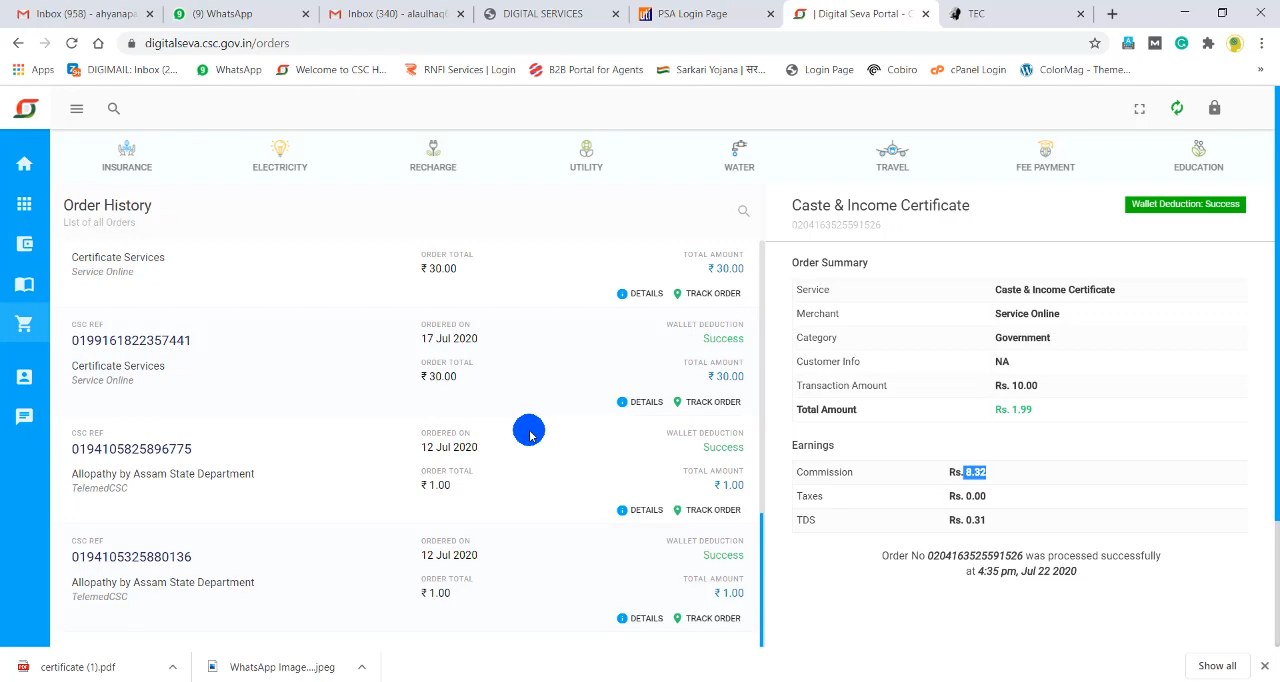 Inbox (958) - ahyanapa
(9) WhatsApp
Inbox (340) - alaulhaq6
DIGITAL SERVICES
PSA Login Page
| Digital Seva Portal - C
TEC
digitalseva.csc.gov.in/orders
Apps
DIGIMAIL: Inbox (2...
WhatsApp
Welcome to CSC H...
RNFI Services | Login
B2B Portal for Agents
Sarkari Yojana | सर...
Login Page
Cobiro
cPanel Login
ColorMag - Theme...
INSURANCE
ELECTRICITY
RECHARGE
UTILITY
WATER
TRAVEL
FEE PAYMENT
EDUCATION
Order History
List of all Orders
Certificate Services
Service Online
ORDER TOTAL
₹ 30.00
TOTAL AMOUNT
₹ 30.00
DETAILS
TRACK ORDER
CSC REF
0199161822357441
ORDERED ON
17 Jul 2020
WALLET DEDUCTION
Success
Certificate Services
Service Online
ORDER TOTAL
₹ 30.00
TOTAL AMOUNT
₹ 30.00
DETAILS
TRACK ORDER
CSC REF
0194105825896775
ORDERED ON
12 Jul 2020
WALLET DEDUCTION
Success
Allopathy by Assam State Department
TelemedCSC
ORDER TOTAL
₹ 1.00
TOTAL AMOUNT
₹ 1.00
DETAILS
TRACK ORDER
CSC REF
0194105325880136
ORDERED ON
12 Jul 2020
WALLET DEDUCTION
Success
Allopathy by Assam State Department
TelemedCSC
ORDER TOTAL
₹ 1.00
TOTAL AMOUNT
₹ 1.00
DETAILS
TRACK ORDER
Caste & Income Certificate
0204163525591526
Wallet Deduction: Success
Order Summary
Service Caste & Income Certificate
Merchant Service Online
Category Government
Customer Info NA
Transaction Amount Rs. 10.00
Total Amount Rs. 1.99
Earnings
Commission Rs. 8.32
Taxes Rs. 0.00
TDS Rs. 0.31
Order No 0204163525591526 was processed successfully
at 4:35 pm, Jul 22 2020
certificate (1).pdf
WhatsApp Image....jpeg
Show all